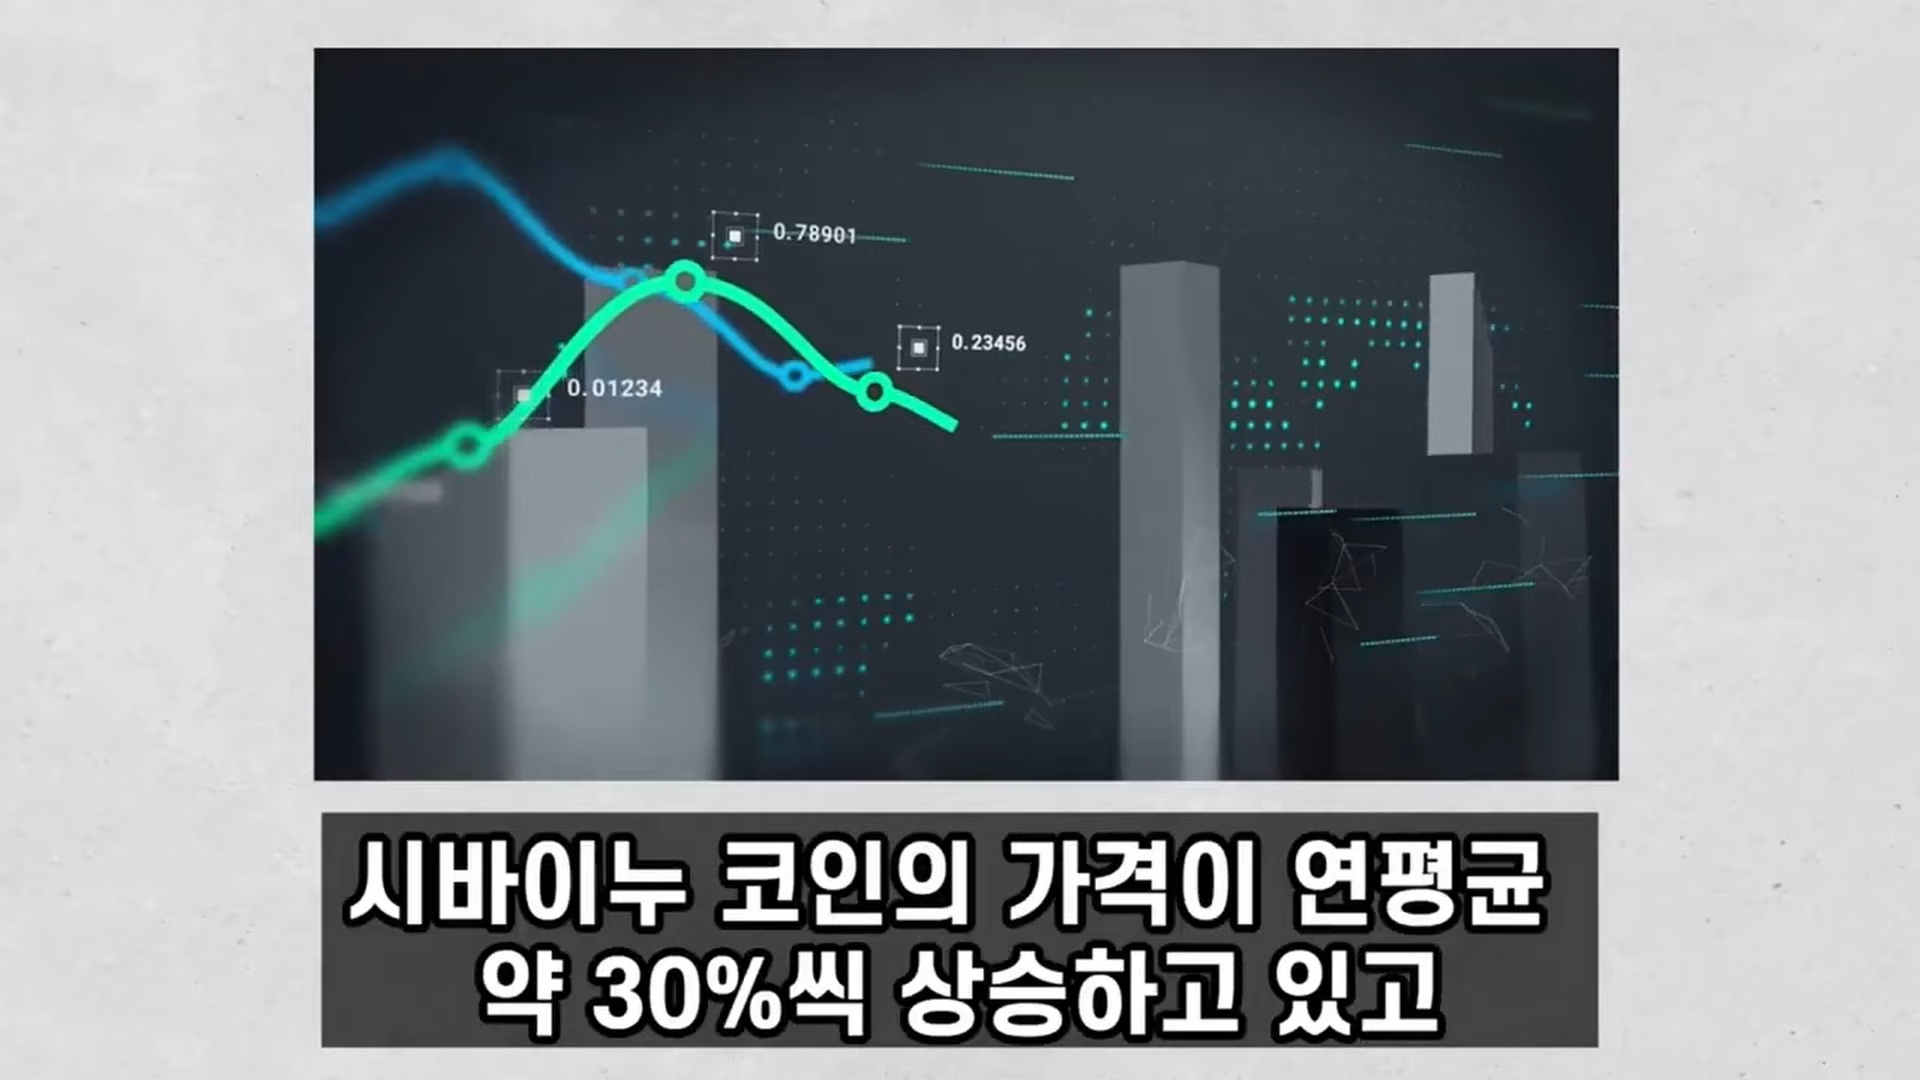 0.78901
0.23456
0.01234
시바이누 코인의 가격이 연평균
약 30%씩 상승하고 있고